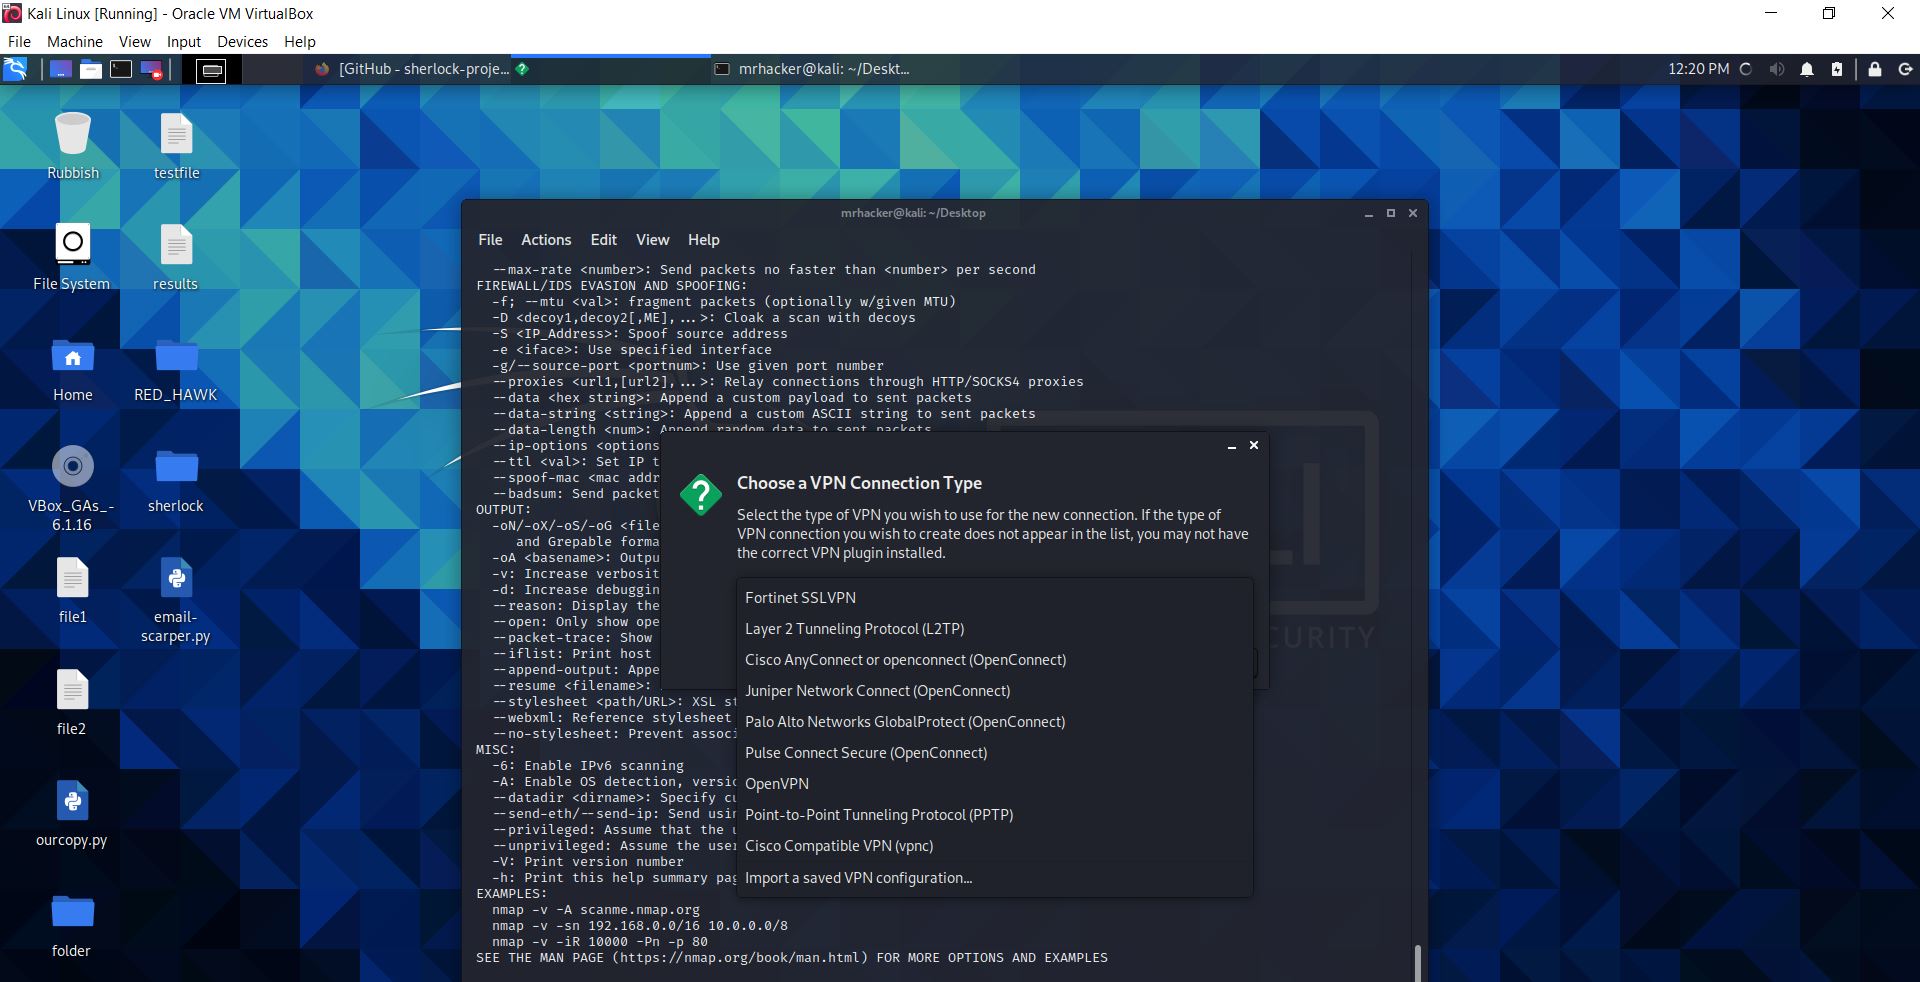 Kali Linux [Running] - Oracle VM VirtualBox
File Machine View Input Devices Help
[GitHub - sherlock-proje...
mrhacker@kali: ~/Deskt...
12:20 PM
Rubbish
testfile
File System
results
Home
RED_HAWK
VBox_GAs_-
6.1.16
sherlock
file1
email-
scarper.py
file2
ourcopy.py
folder
mrhacker@kali: ~/Desktop
File Actions Edit View Help
--max-rate <number>: Send packets no faster than <number> per second
FIREWALL/IDS EVASION AND SPOOFING:
-f; --mtu <val>: fragment packets (optionally w/given MTU)
-D <decoy1,decoy2[,ME],...>: Cloak a scan with decoys
-S <IP_Address>: Spoof source address
-e <iface>: Use specified interface
-g/--source-port <portnum>: Use given port number
--proxies <url1,[url2],...>: Relay connections through HTTP/SOCKS4 proxies
--data <hex string>: Append a custom payload to sent packets
--data-string <string>: Append a custom ASCII string to sent packets
--data-length <num>: Append random data to sent packets
--ip-options <options
--ttl <val>: Set IP t
--spoof-mac <mac addr
--badsum: Send packet
OUTPUT:
-oN/-oX/-oS/-oG <file
and Grepable forma
-oA <basename>: Outpu
-v: Increase verbosit
-d: Increase debuggin
--reason: Display the
--open: Only show ope
--packet-trace: Show
--iflist: Print host
--append-output: Appe
--resume <filename>:
--stylesheet <path/URL>: XSL st
--webxml: Reference stylesheet
--no-stylesheet: Prevent associ
MISC:
-6: Enable IPv6 scanning
-A: Enable OS detection, versic
--datadir <dirname>: Specify cu
--send-eth/--send-ip: Send usin
--privileged: Assume that the u
--unprivileged: Assume the user
-V: Print version number
-h: Print this help summary pag
EXAMPLES:
nmap -v -A scanme.nmap.org
nmap -v -sn 192.168.0.0/16 10.0.0.0/8
nmap -v -iR 10000 -Pn -p 80
SEE THE MAN PAGE (https://nmap.org/book/man.html) FOR MORE OPTIONS AND EXAMPLES
Choose a VPN Connection Type
Select the type of VPN you wish to use for the new connection. If the type of
VPN connection you wish to create does not appear in the list, you may not have
the correct VPN plugin installed.
Fortinet SSLVPN
Layer 2 Tunneling Protocol (L2TP)
Cisco AnyConnect or openconnect (OpenConnect)
Juniper Network Connect (OpenConnect)
Palo Alto Networks GlobalProtect (OpenConnect)
Pulse Connect Secure (OpenConnect)
OpenVPN
Point-to-Point Tunneling Protocol (PPTP)
Cisco Compatible VPN (vpnc)
Import a saved VPN configuration...
LI
CURITY